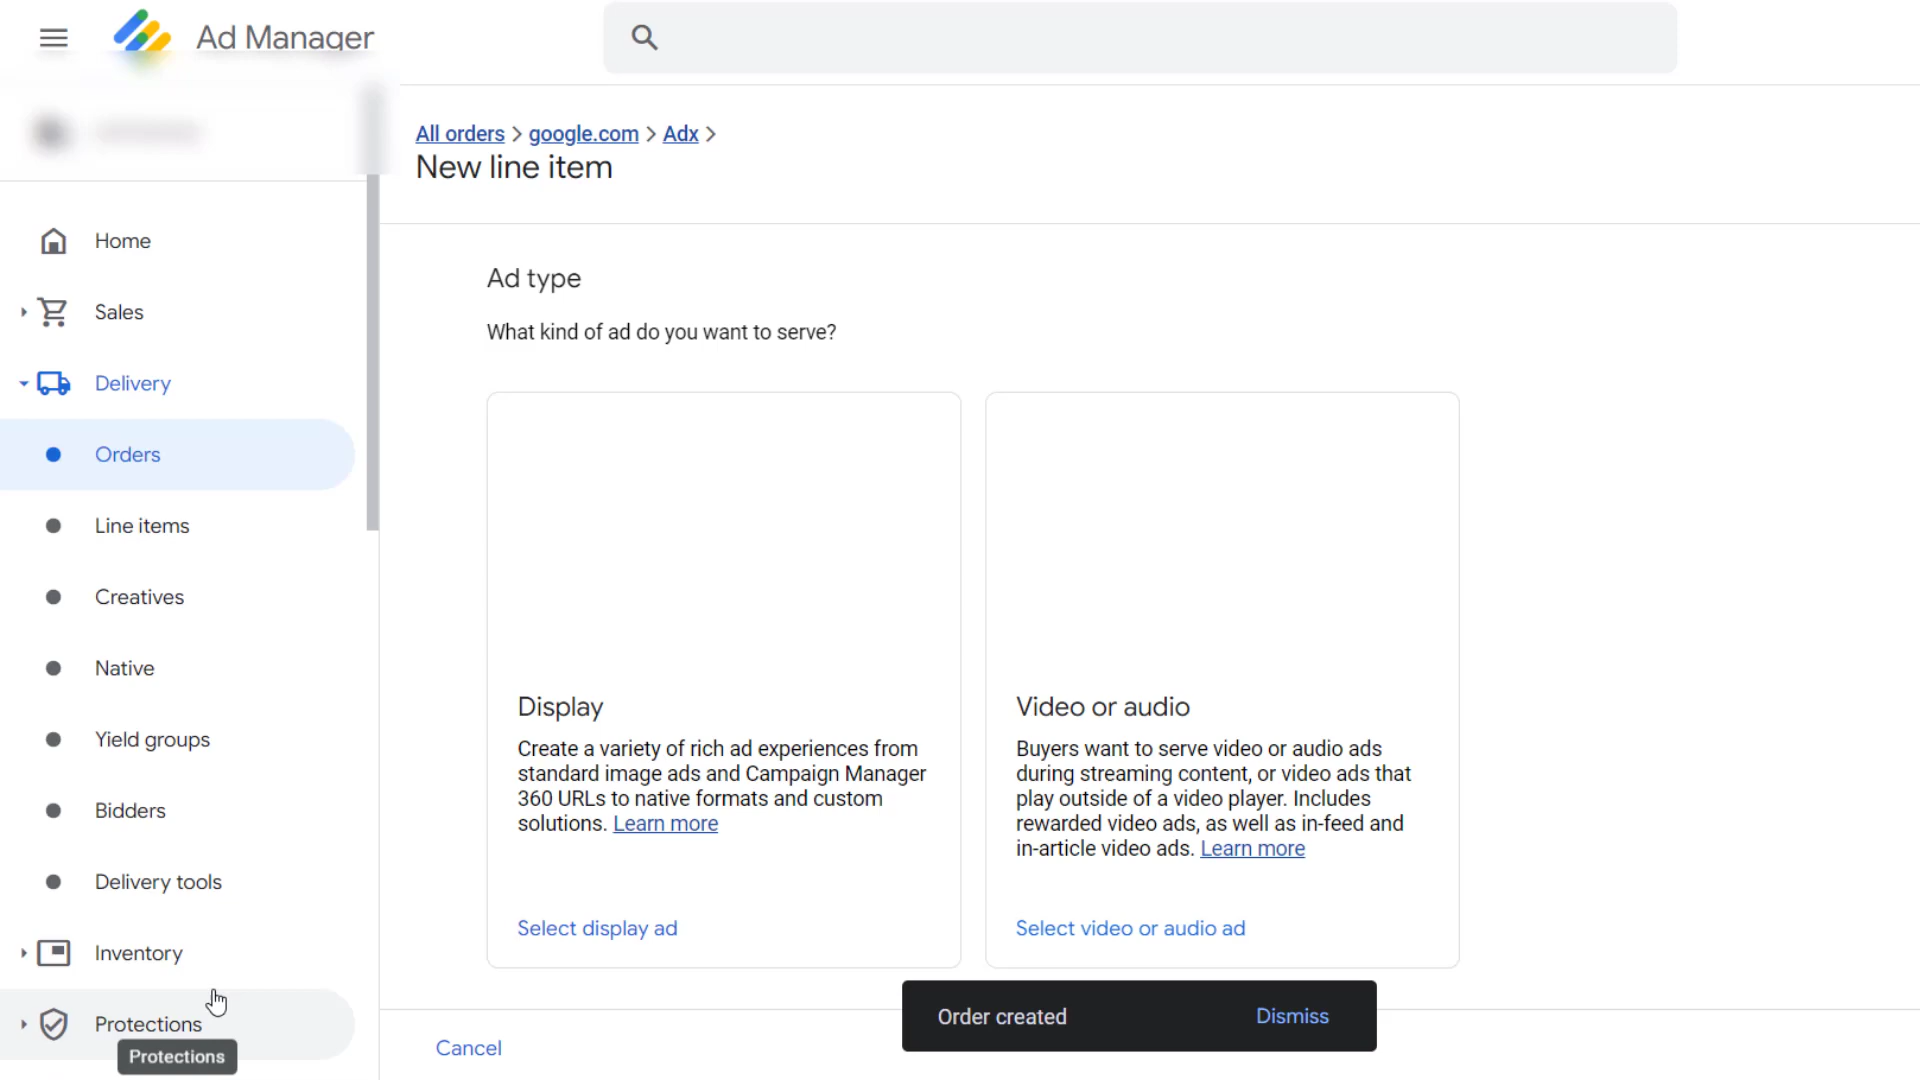 Ad Manager
All orders > google.com > Adx >
New line item
Home
Sales
Delivery
Orders
Line items
Creatives
Native
Yield groups
Bidders
Delivery tools
Inventory
Protections
Protections
Ad type
What kind of ad do you want to serve?
Display
Create a variety of rich ad experiences from
standard image ads and Campaign Manager
360 URLs to native formats and custom
solutions. Learn more
Select display ad
Video or audio
Buyers want to serve video or audio ads
during streaming content, or video ads that
play outside of a video player. Includes
rewarded video ads, as well as in-feed and
in-article video ads. Learn more
Select video or audio ad
Order created Dismiss
Cancel